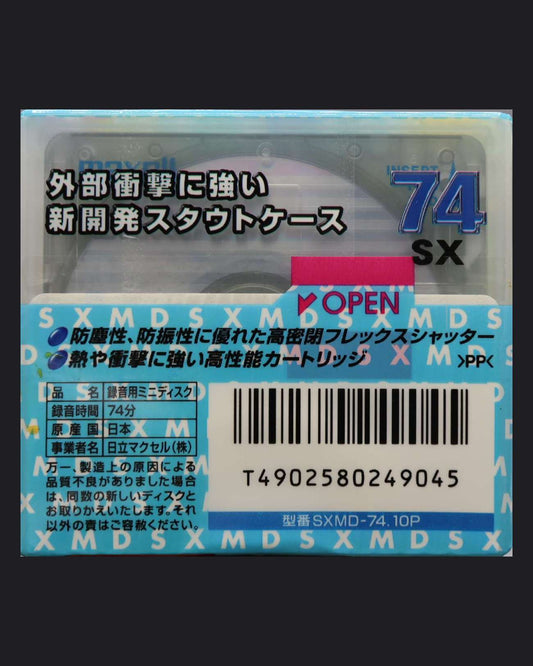 maxell
外部衝撃に強い
新開発スタウトケース
INSERT
74
SX
OPEN
S X M D S X M D
防塵性、防振性に優れた高密閉フレックスシャッター
熱や衝撃に強い高性能カートリッジ
>PP<
品 名 録音用ミニディスク
録音時間 74分
原産国 日本
事業者名 日立マクセル(株)
万一、製造上の原因による
品質不良がありました場合
は、同数の新しいディスクと
お取りかえいたします。それ
以外の責はご容赦ください。
T4902580249045
型番SXMD-74.10P
X M D S X M D S X